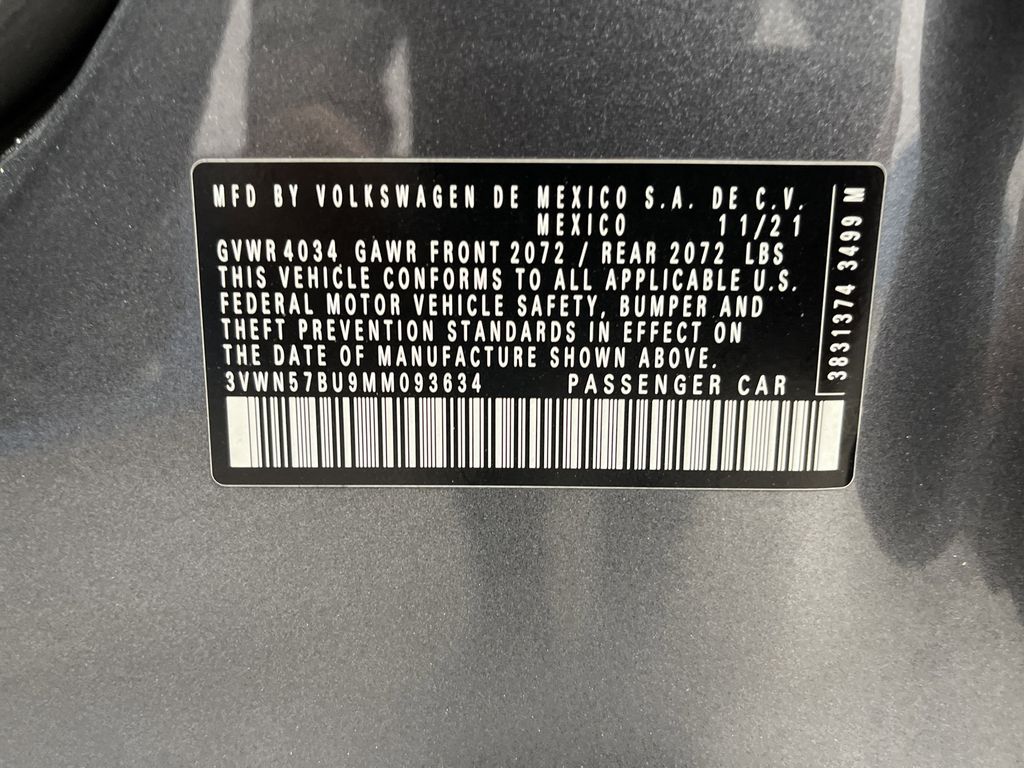 MFD BY VOLKSWAGEN DE MEXICO S.A. DE C.V.
MEXICO 11/21
GVWR 4034 GAWR FRONT 2072 / REAR 2072 LBS
THIS VEHICLE CONFORMS TO ALL APPLICABLE U.S.
FEDERAL MOTOR VEHICLE SAFETY, BUMPER AND
THEFT PREVENTION STANDARDS IN EFFECT ON
THE DATE OF MANUFACTURE SHOWN ABOVE.
3VWN57BU9MM093634 PASSENGER CAR
3831374 3499 M